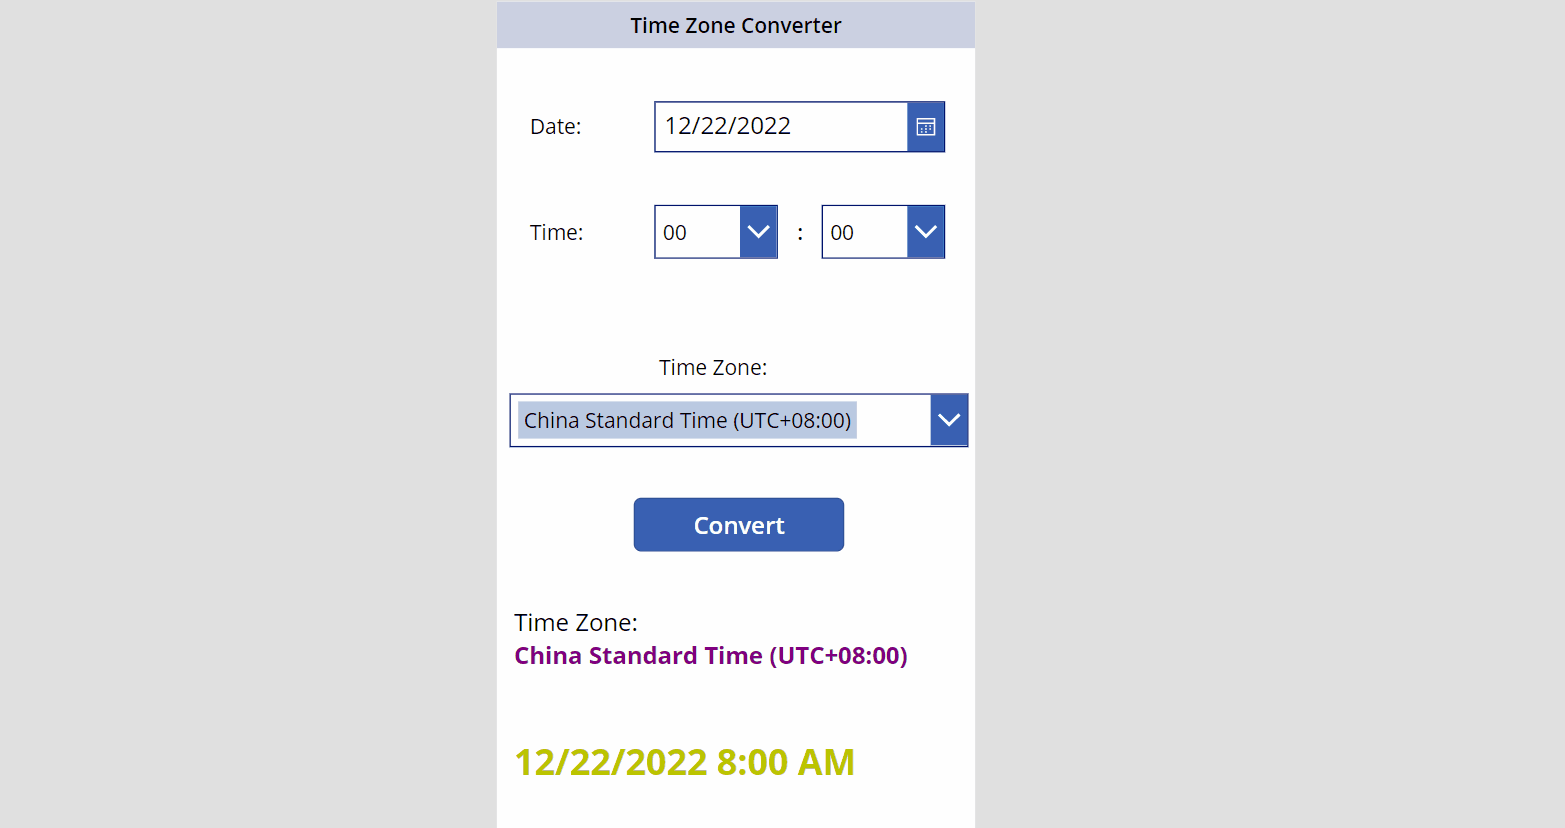 Time Zone Converter
Date: 12/22/2022
Time: 00 : 00
Time Zone:
China Standard Time (UTC+08:00)
Convert
Time Zone:
China Standard Time (UTC+08:00)
12/22/2022 8:00 AM